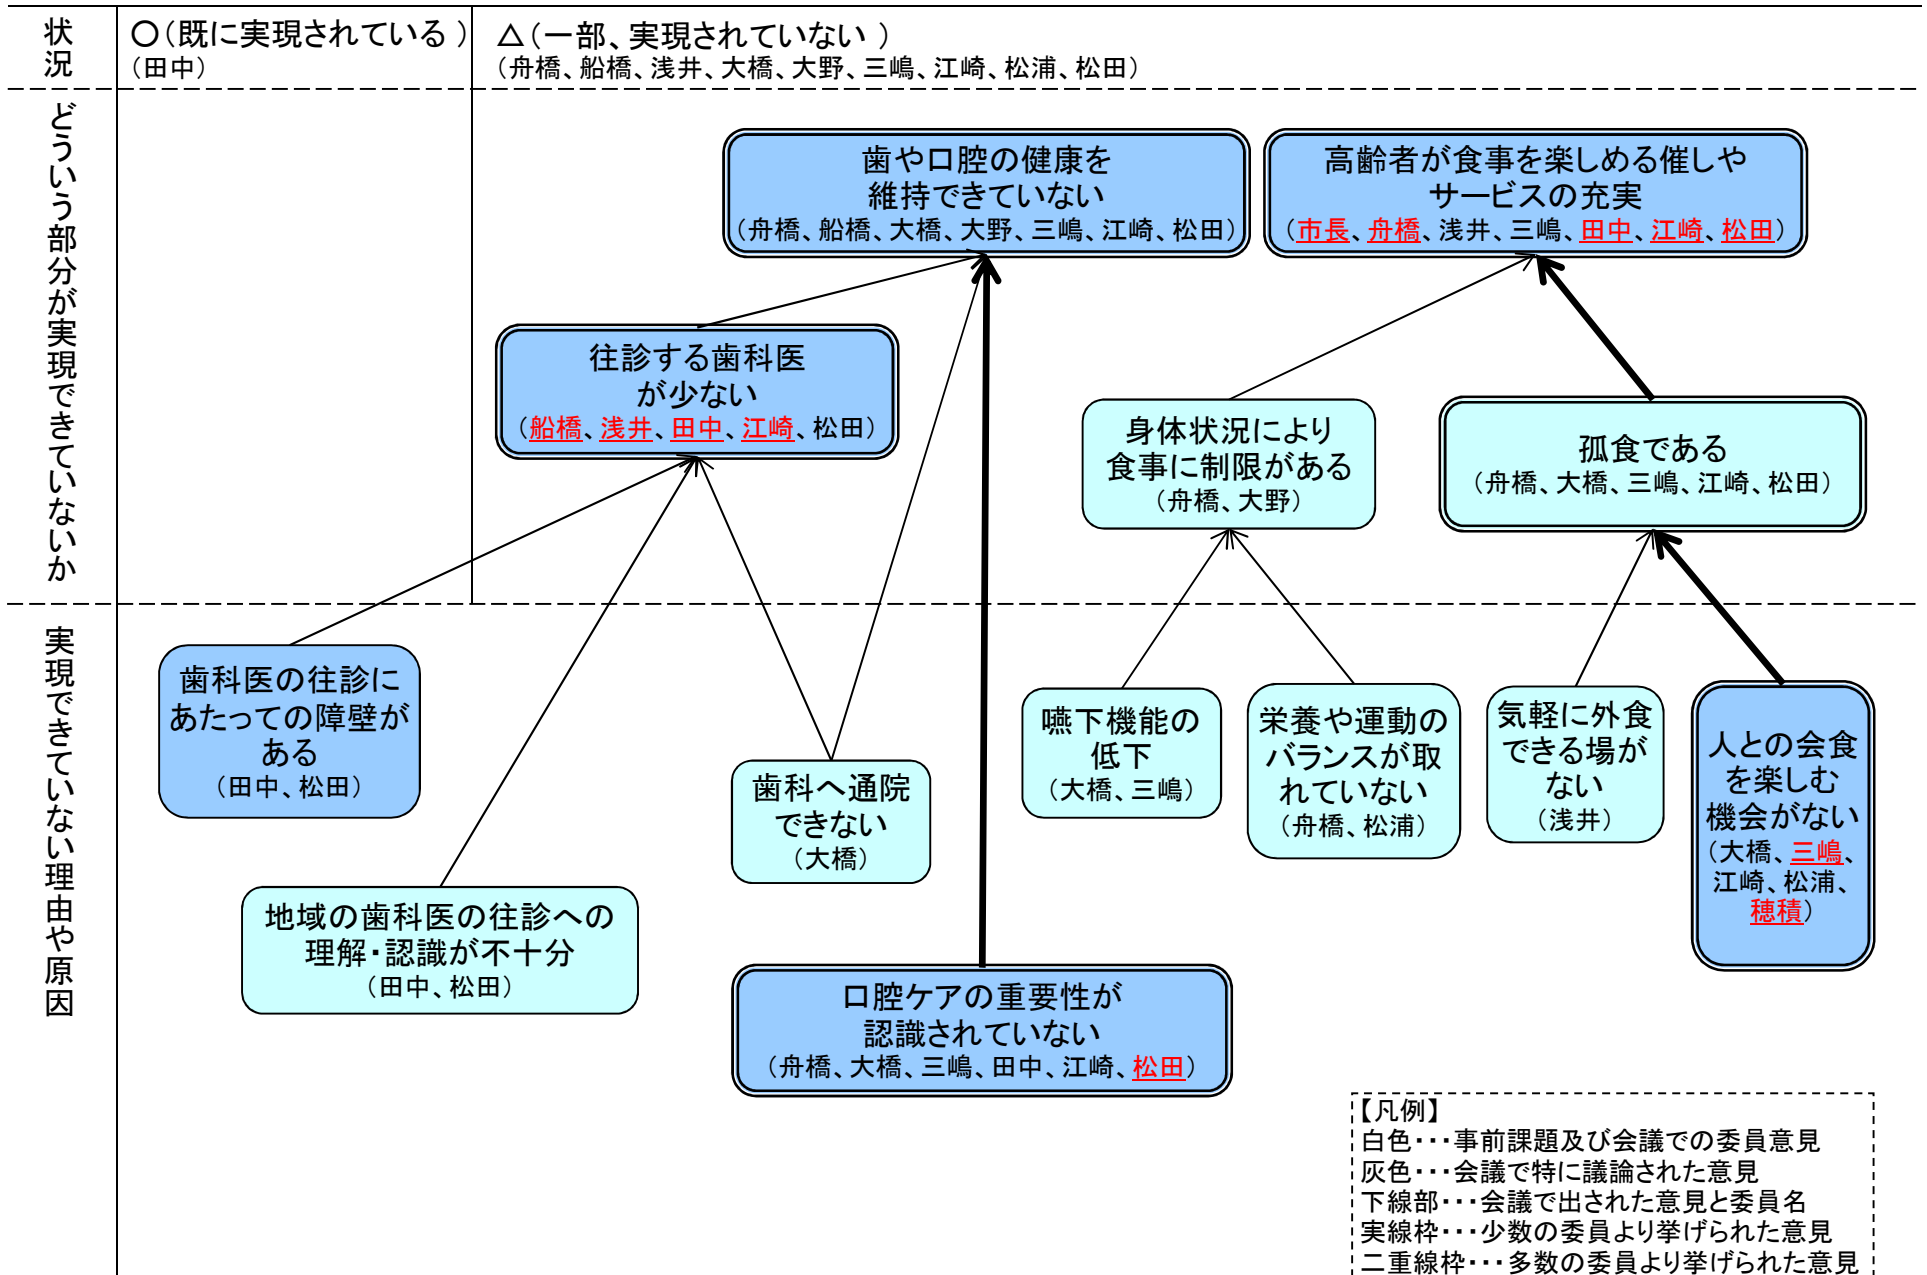 状況
○(既に実現されている )
(田中)
△(一部、実現されていない )
(舟橋、船橋、浅井、大橋、大野、三嶋、江崎、松浦、松田)
どういう部分が実現できていないか
歯や口腔の健康を
維持できていない
(舟橋、船橋、大橋、大野、三嶋、江崎、松田)
高齢者が食事を楽しめる催しや
サービスの充実
(市長、舟橋、浅井、三嶋、田中、江崎、松田)
往診する歯科医
が少ない
(船橋、浅井、田中、江崎、松田)
身体状況により
食事に制限がある
(舟橋、大野)
孤食である
(舟橋、大橋、三嶋、江崎、松田)
実現できていない理由や原因
歯科医の往診に
あたっての障壁が
ある
(田中、松田)
地域の歯科医の往診への
理解・認識が不十分
(田中、松田)
歯科へ通院
できない
(大橋)
口腔ケアの重要性が
認識されていない
(舟橋、大橋、三嶋、田中、江崎、松田)
嚥下機能の
低下
(大橋、三嶋)
栄養や運動の
バランスが取
れていない
(舟橋、松浦)
気軽に外食
できる場が
ない
(浅井)
人との会食
を楽しむ
機会がない
(大橋、三嶋、
江崎、松浦、
穂積)
【凡例】
白色・・・事前課題及び会議での委員意見
灰色・・・会議で特に議論された意見
下線部・・・会議で出された意見と委員名
実線枠・・・少数の委員より挙げられた意見
二重線枠・・・多数の委員より挙げられた意見